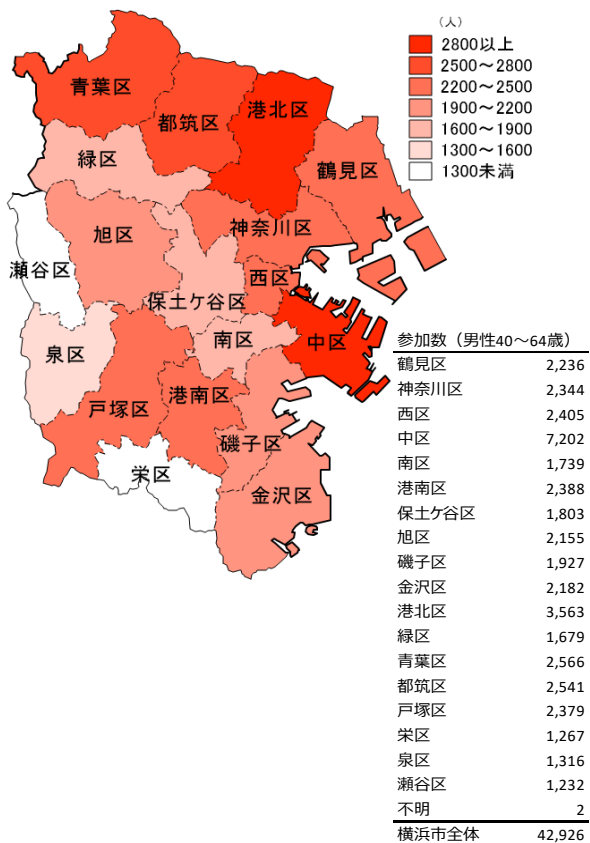 （人）
2800以上
2500～2800
2200～2500
1900～2200
1600～1900
1300～1600
1300未満
青葉区
都筑区
港北区
緑区
鶴見区
旭区
神奈川区
瀬谷区
西区
保土ケ谷区
中区
南区
泉区
港南区
戸塚区
磯子区
栄区
金沢区
参加数（男性40～64歳）
鶴見区 2,236
神奈川区 2,344
西区 2,405
中区 7,202
南区 1,739
港南区 2,388
保土ケ谷区 1,803
旭区 2,155
磯子区 1,927
金沢区 2,182
港北区 3,563
緑区 1,679
青葉区 2,566
都筑区 2,541
戸塚区 2,379
栄区 1,267
泉区 1,316
瀬谷区 1,232
不明 2
横浜市全体 42,926